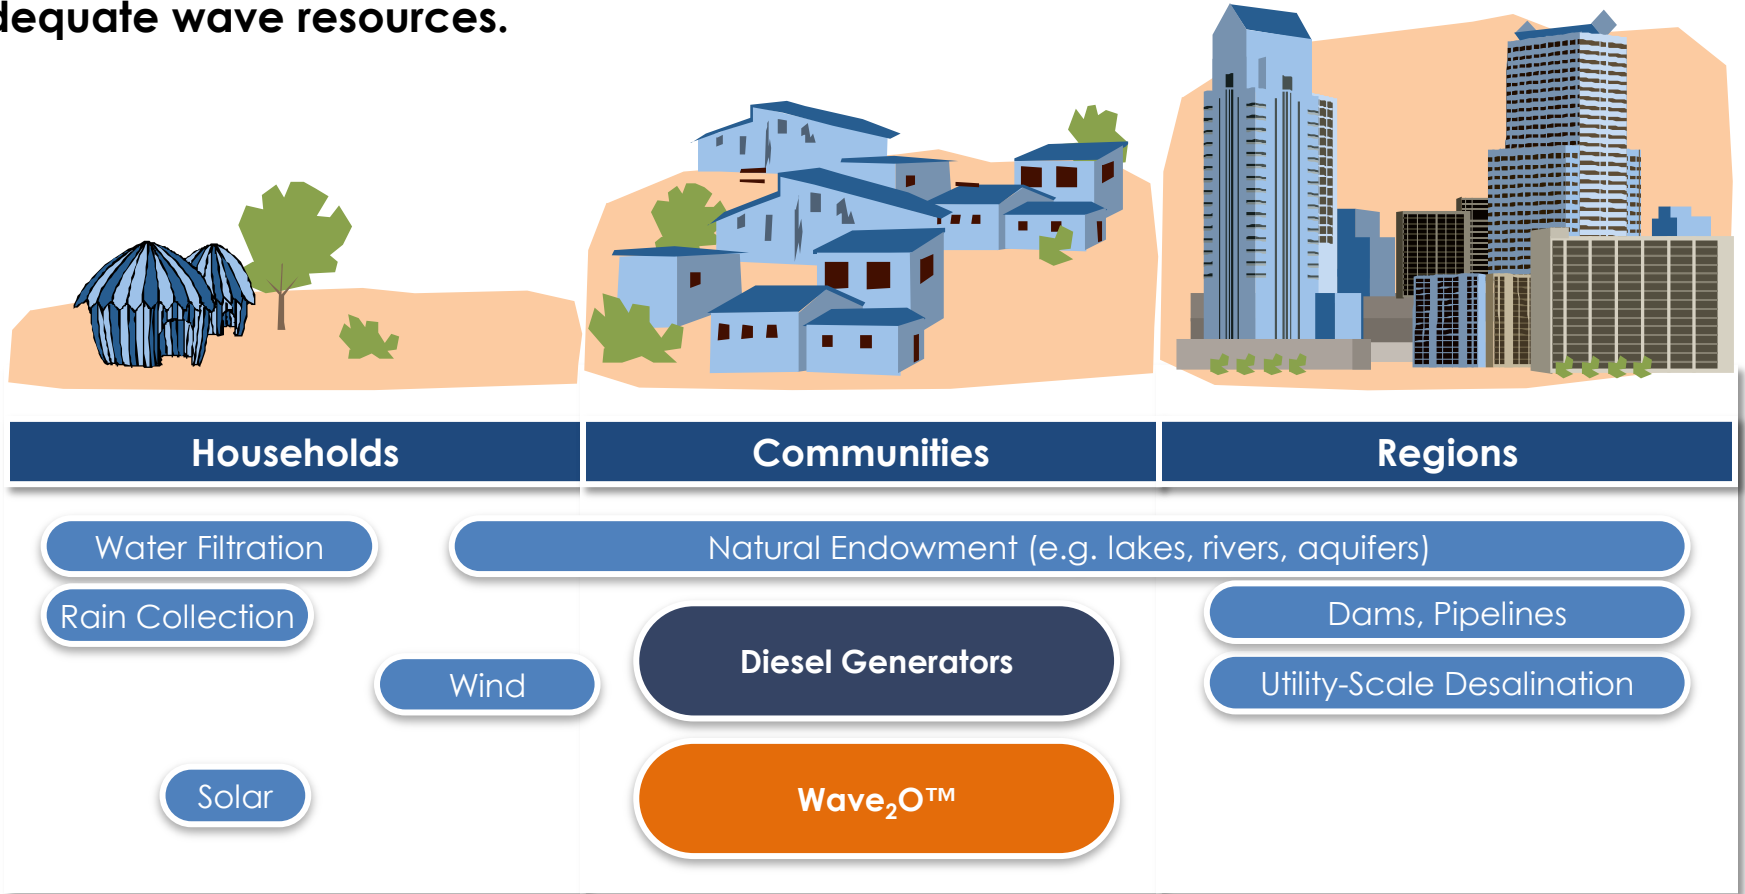 dequate wave resources.
Households
Communities
Regions
Water Filtration
Natural Endowment (e.g. lakes, rivers, aquifers)
Rain Collection
Dams, Pipelines
Diesel Generators
Wind
Utility-Scale Desalination
Solar
Wave₂O™